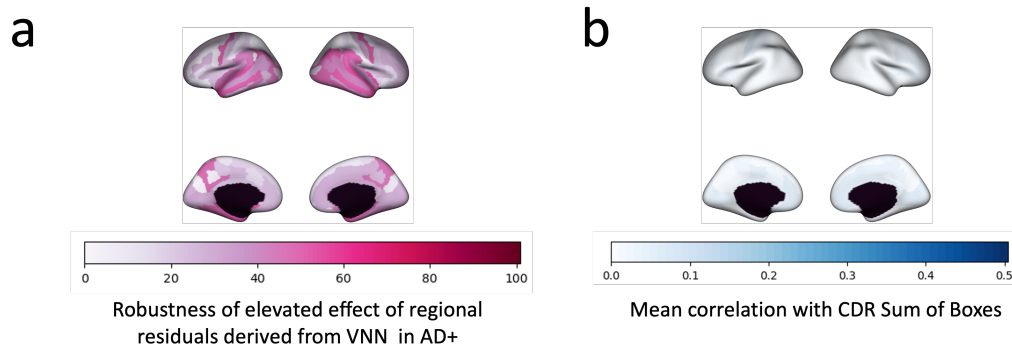 a
b
0 20 40 60 80 100
0.0 0.1 0.2 0.3 0.4 0.5
Robustness of elevated effect of regional
residuals derived from VNN in AD+
Mean correlation with CDR Sum of Boxes